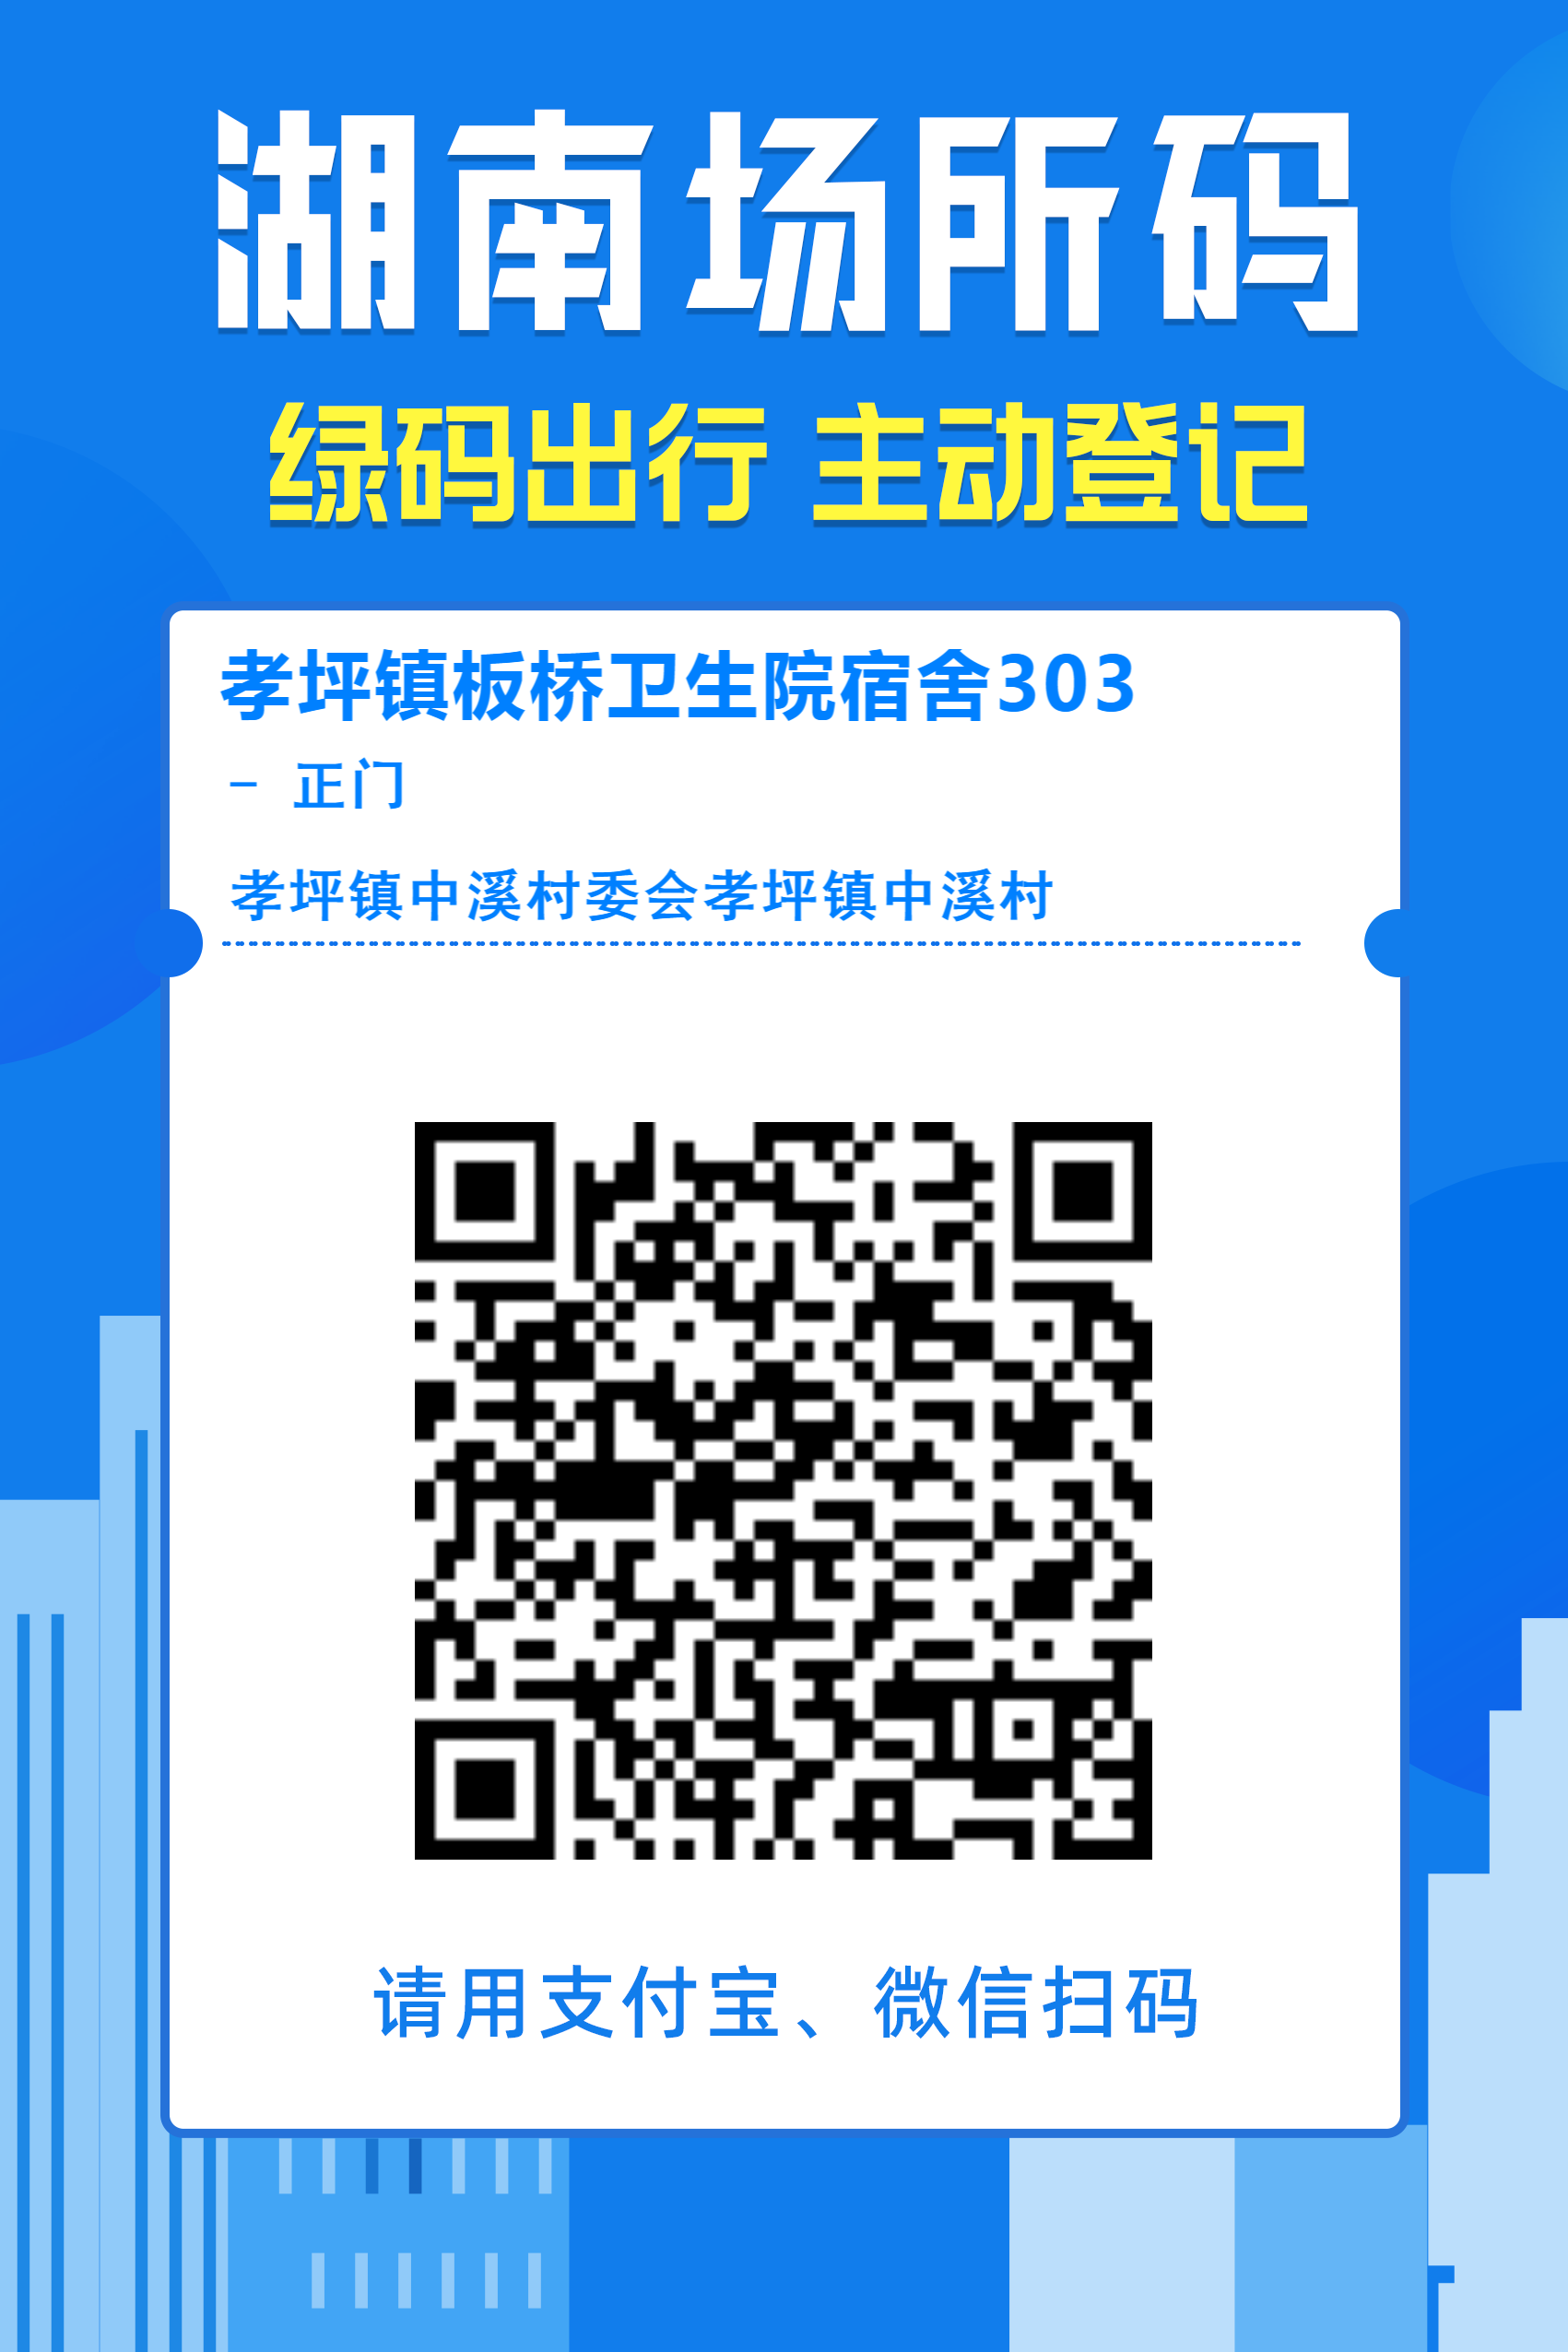 湖南场所码
绿码出行 主动登记
孝坪镇板桥卫生院宿舍303
– 正门
孝坪镇中溪村委会孝坪镇中溪村
请用支付宝、微信扫码